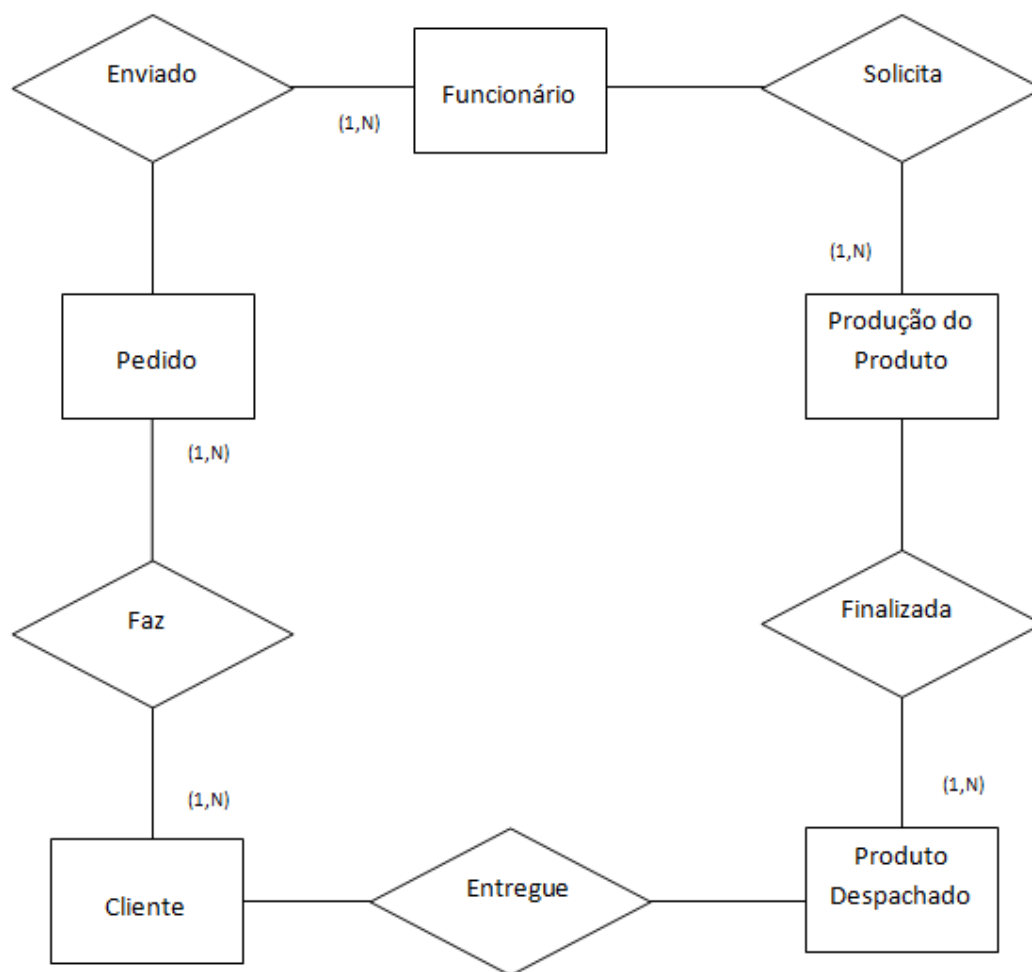 Enviado
Funcionário
Solicita
(1,N)
(1,N)
Produção do
Produto
Pedido
(1,N)
Faz
Finalizada
(1,N)
(1,N)
Cliente
Entregue
Produto
Despachado